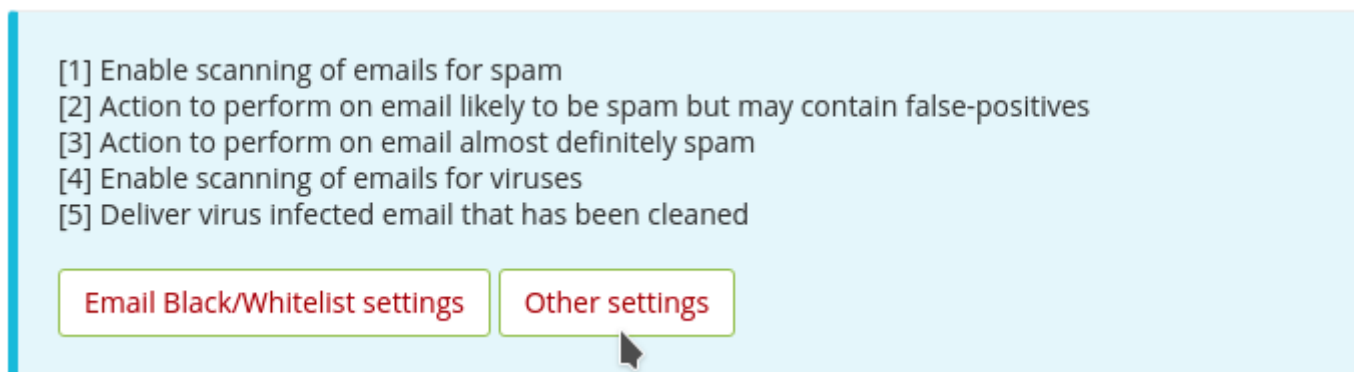 [1] Enable scanning of emails for spam
[2] Action to perform on email likely to be spam but may contain false-positives
[3] Action to perform on email almost definitely spam
[4] Enable scanning of emails for viruses
[5] Deliver virus infected email that has been cleaned
Email Black/Whitelist settings Other settings